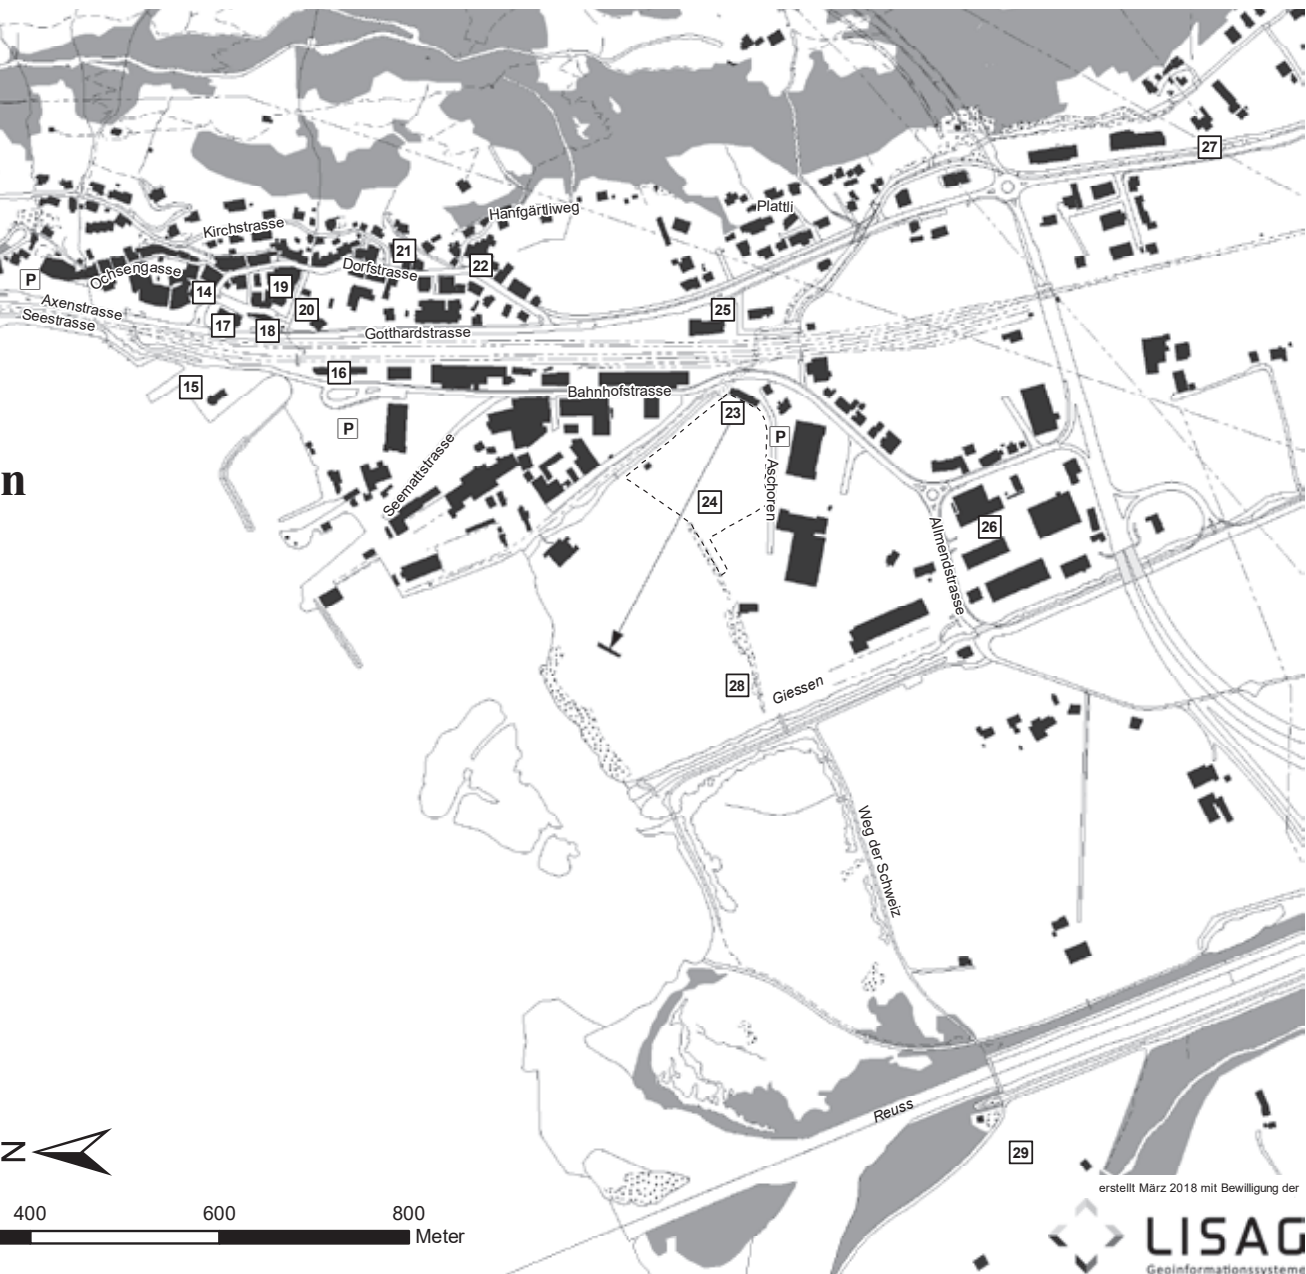 27
Plattli
Hanfgärtliweg
Kirchstrasse
21
22
Dorfstrasse
P
Ochsengasse
14
19
20
Axenstrasse
Seestrasse
17
18
Gotthardstrasse
25
16
15
Bahnhofstrasse
23
P
P
Seemattstrasse
Aschoren
n
24
26
Allmendstrasse
28
Giessen
Weg der Schweiz
Reuss
N
29
erstellt März 2018 mit Bewilligung der
400 600 800
Meter
LISAG
Geoinformationssysteme